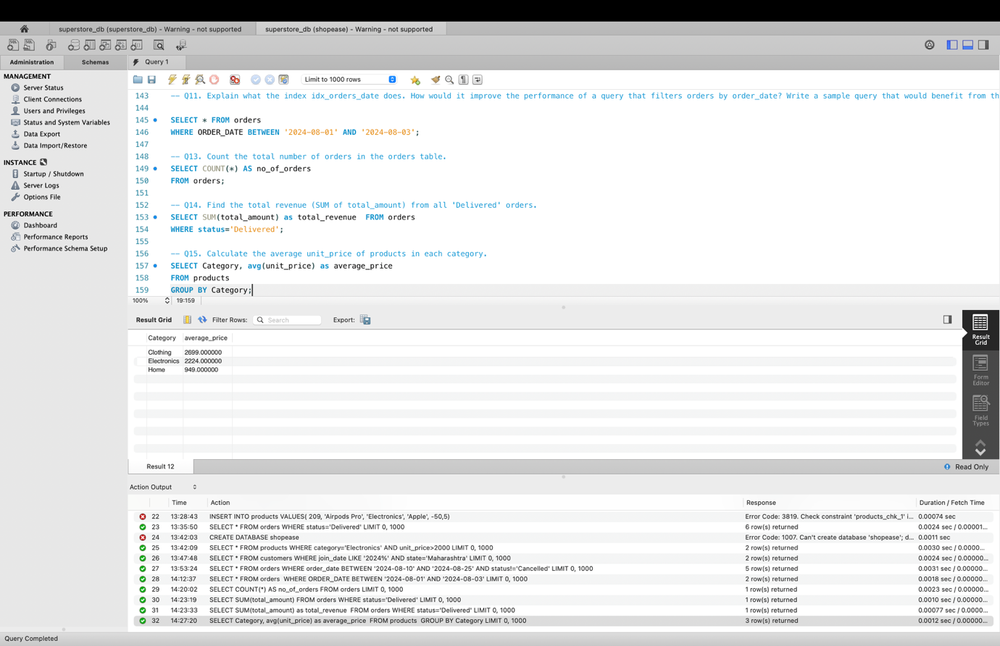 superstore_db (superstore_db) - Warning - not supported
superstore_db (shopease) - Warning - not supported
Administration
Schemas
Query 1
MANAGEMENT
Server Status
Client Connections
Users and Privileges
Status and System Variables
Data Export
Data Import/Restore
INSTANCE
Startup / Shutdown
Server Logs
Options File
PERFORMANCE
Dashboard
Performance Reports
Performance Schema Setup
Limit to 1000 rows
143 -- Q11. Explain what the index idx_orders_date does. How would it improve the performance of a query that filters orders by order_date? Write a sample query that would benefit from th
144
145 SELECT * FROM orders
146 WHERE ORDER_DATE BETWEEN '2024-08-01' AND '2024-08-03';
147
148 -- Q13. Count the total number of orders in the orders table.
149 SELECT COUNT(*) AS no_of_orders
150 FROM orders;
151
152 -- Q14. Find the total revenue (SUM of total_amount) from all 'Delivered' orders.
153 SELECT SUM(total_amount) as total_revenue  FROM orders
154 WHERE status='Delivered';
155
156 -- Q15. Calculate the average unit_price of products in each category.
157 SELECT Category, avg(unit_price) as average_price
158 FROM products
159 GROUP BY Category;
100% 19:159
Result Grid Filter Rows: Search Export:
Category average_price
Clothing 2699.000000
Electronics 2224.000000
Home 949.000000
Result Grid
Form Editor
Field Types
Result 12
Read Only
Action Output
Time Action Response Duration / Fetch Time
22 13:28:43 INSERT INTO products VALUES( 209, 'Airpods Pro', 'Electronics', 'Apple', -50,5) Error Code: 3819. Check constraint 'products_chk_1' i... 0.00074 sec
23 13:35:50 SELECT * FROM orders WHERE status='Delivered' LIMIT 0, 1000 6 row(s) returned 0.0024 sec / 0.00001...
24 13:42:03 CREATE DATABASE shopease Error Code: 1007. Can't create database 'shopease'; d... 0.0011 sec
25 13:42:09 SELECT * FROM products WHERE category='Electronics' AND unit_price>2000 LIMIT 0, 1000 2 row(s) returned 0.0030 sec / 0.0000...
26 13:47:48 SELECT * FROM customers WHERE join_date LIKE '2024%' AND state='Maharashtra' LIMIT 0, 1000 2 row(s) returned 0.0024 sec / 0.0000...
27 13:53:24 SELECT * FROM orders WHERE order_date BETWEEN '2024-08-10' AND '2024-08-25' AND status!='Cancelled' LIMIT 0, 1000 5 row(s) returned 0.0031 sec / 0.00000...
28 14:12:37 SELECT * FROM orders  WHERE ORDER_DATE BETWEEN '2024-08-01' AND '2024-08-03' LIMIT 0, 1000 2 row(s) returned 0.0018 sec / 0.00000...
29 14:20:02 SELECT COUNT(*) AS no_of_orders FROM orders LIMIT 0, 1000 1 row(s) returned 0.0023 sec / 0.0000...
30 14:23:19 SELECT SUM(total_amount) FROM orders WHERE status='Delivered' LIMIT 0, 1000 1 row(s) returned 0.0010 sec / 0.0000...
31 14:23:33 SELECT SUM(total_amount) as total_revenue  FROM orders WHERE status='Delivered' LIMIT 0, 1000 1 row(s) returned 0.00077 sec / 0.0000...
32 14:27:20 SELECT Category, avg(unit_price) as average_price  FROM products  GROUP BY Category LIMIT 0, 1000 3 row(s) returned 0.0012 sec / 0.00000...
Query Completed